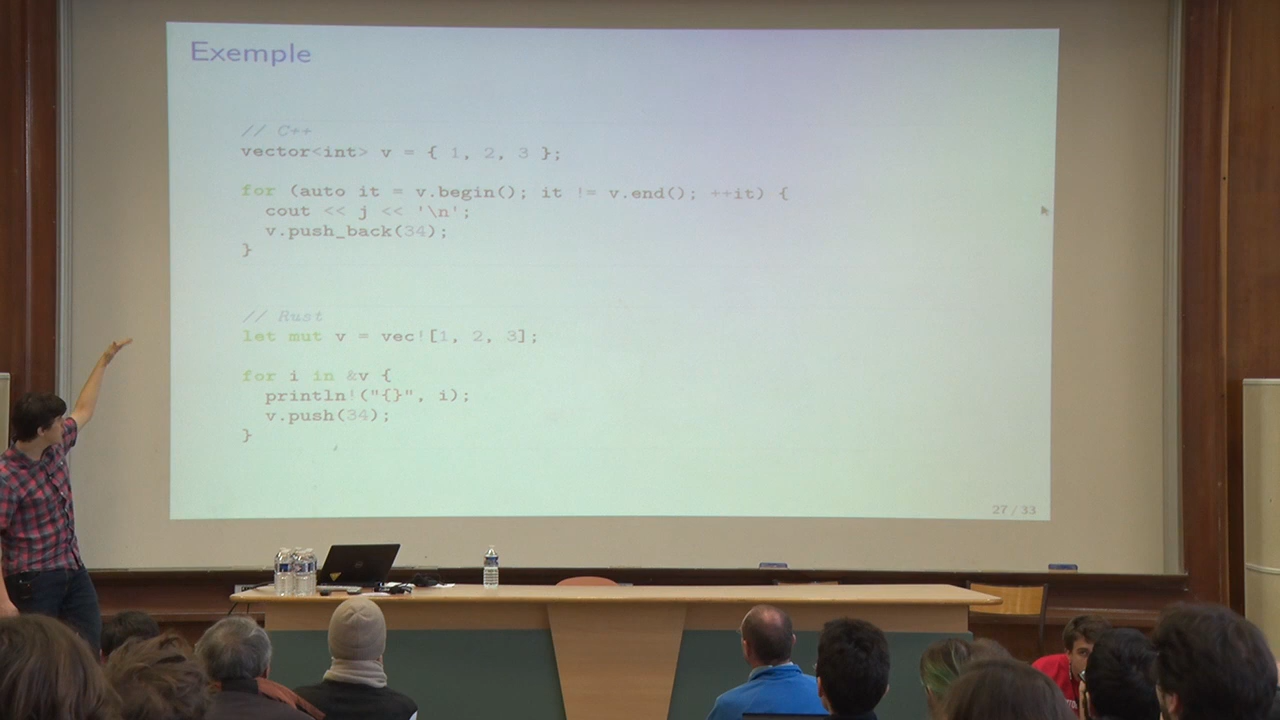 Exemple
// C++
vector<int> v = { 1, 2, 3 };
for (auto it = v.begin(); it != v.end(); ++it) {
cout << j << '\n';
v.push_back(34);
}
// Rust
let mut v = vec![1, 2, 3];
for i in &v {
println!("{}", i);
v.push(34);
}
27 / 33